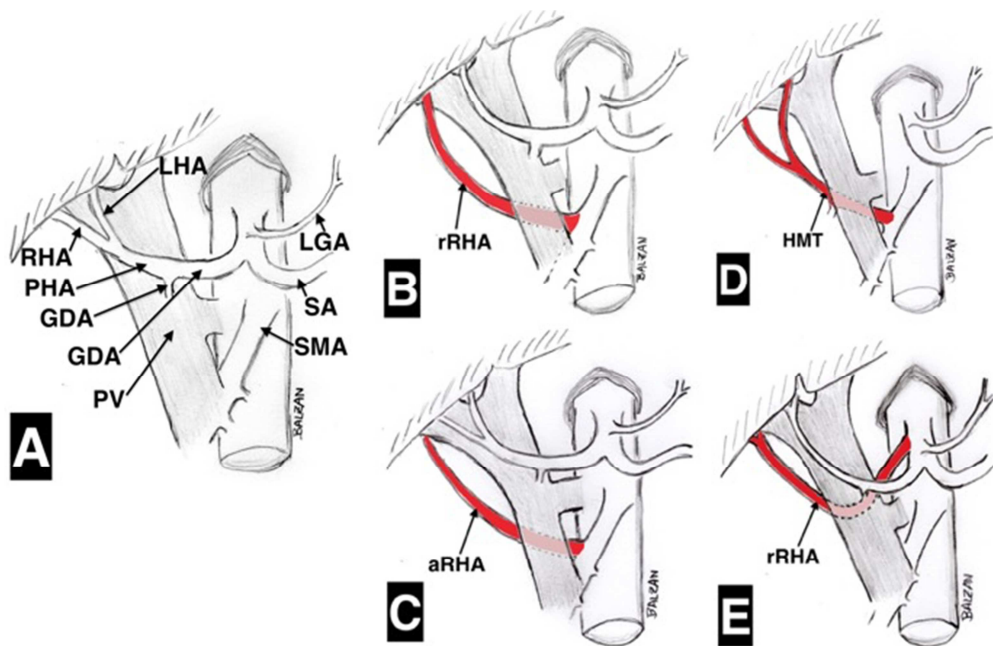 LHA
RHA
LGA
PHA
GDA
SA
GDA
SMA
PV
A
BALZAN
rRHA
B
BALZAN
aRHA
C
BALZAN
HMT
D
BALZAN
rRHA
E
BALZAN